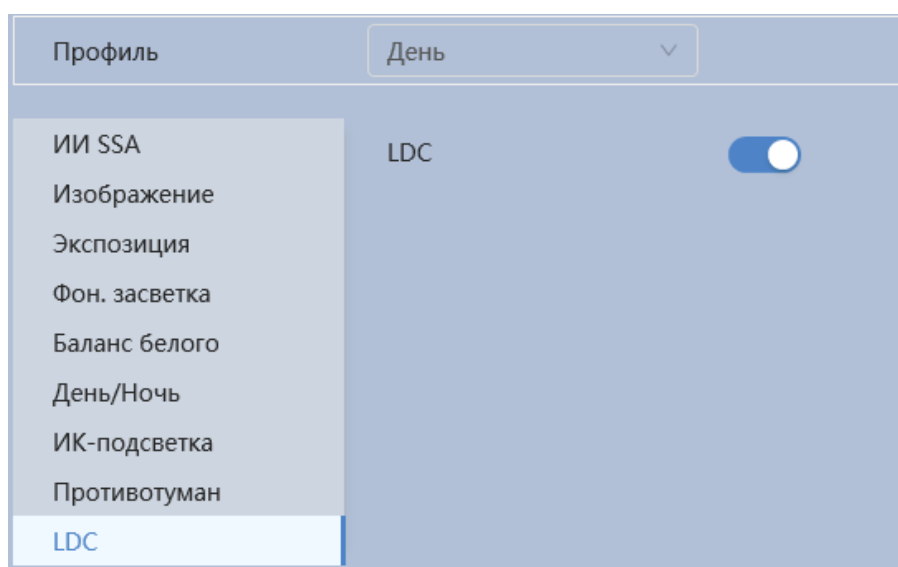 Профиль День
ИИ SSA
LDC
Изображение
Экспозиция
Фон. засветка
Баланс белого
День/Ночь
ИК-подсветка
Противотуман
LDC